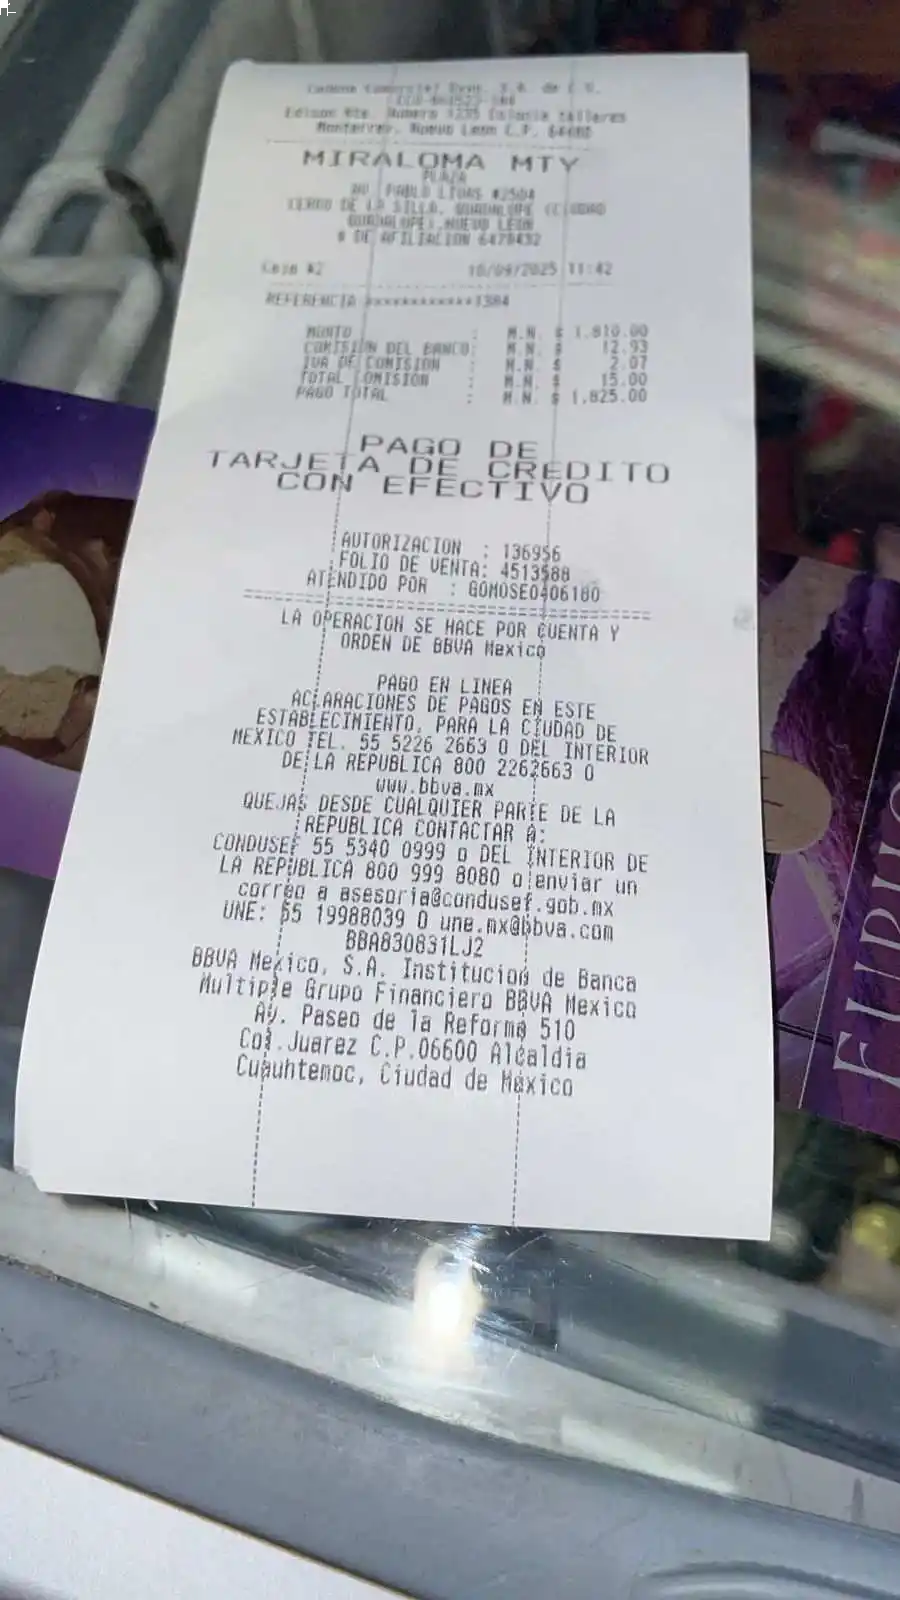 Cadena Comercial Oxxo, S.A. de C.V.
Edison Nte. Numero 1235 Colonia talleres
Monterrey, Nuevo Leon C.P. 64480
MIRALOMA MTY
PLAZA
AV. PABLO LIVAS #2504
CERRO DE LA SILLA, GUADALUPE (CIUDAD
GUADALUPE), NUEVO LEON
# DE AFILIACION 6479432
Caja #2 10/09/2025 11:42
REFERENCIA ************1384
MONTO : M.N. $ 1,810.00
COMISION DEL BANCO: M.N. $ 12.93
IVA DE COMISION : M.N. $ 2.07
TOTAL COMISION : M.N. $ 15.00
PAGO TOTAL : M.N. $ 1,825.00
PAGO DE
TARJETA DE CREDITO
CON EFECTIVO
AUTORIZACION : 136956
FOLIO DE VENTA: 4513588
ATENDIDO POR : GOMOSE0406180
LA OPERACION SE HACE POR CUENTA Y
ORDEN DE BBVA Mexico
PAGO EN LINEA
ACLARACIONES DE PAGOS EN ESTE
ESTABLECIMIENTO, PARA LA CIUDAD DE
MEXICO TEL. 55 5226 2663 O DEL INTERIOR
DE LA REPUBLICA 800 2262663 O
www.bbva.mx
QUEJAS DESDE CUALQUIER PARTE DE LA
REPUBLICA CONTACTAR A:
CONDUSEF 55 5340 0999 o DEL INTERIOR DE
LA REPUBLICA 800 999 8080 o enviar un
correo a asesoria@condusef.gob.mx
UNE: 55 19988039 O une.mx@bbva.com
BBA830831LJ2
BBVA Mexico, S.A. Institucion de Banca
Multiple Grupo Financiero BBVA Mexico
Av. Paseo de la Reforma 510
Col.Juarez C.P.06600 Alcaldia
Cuauhtemoc, Ciudad de México